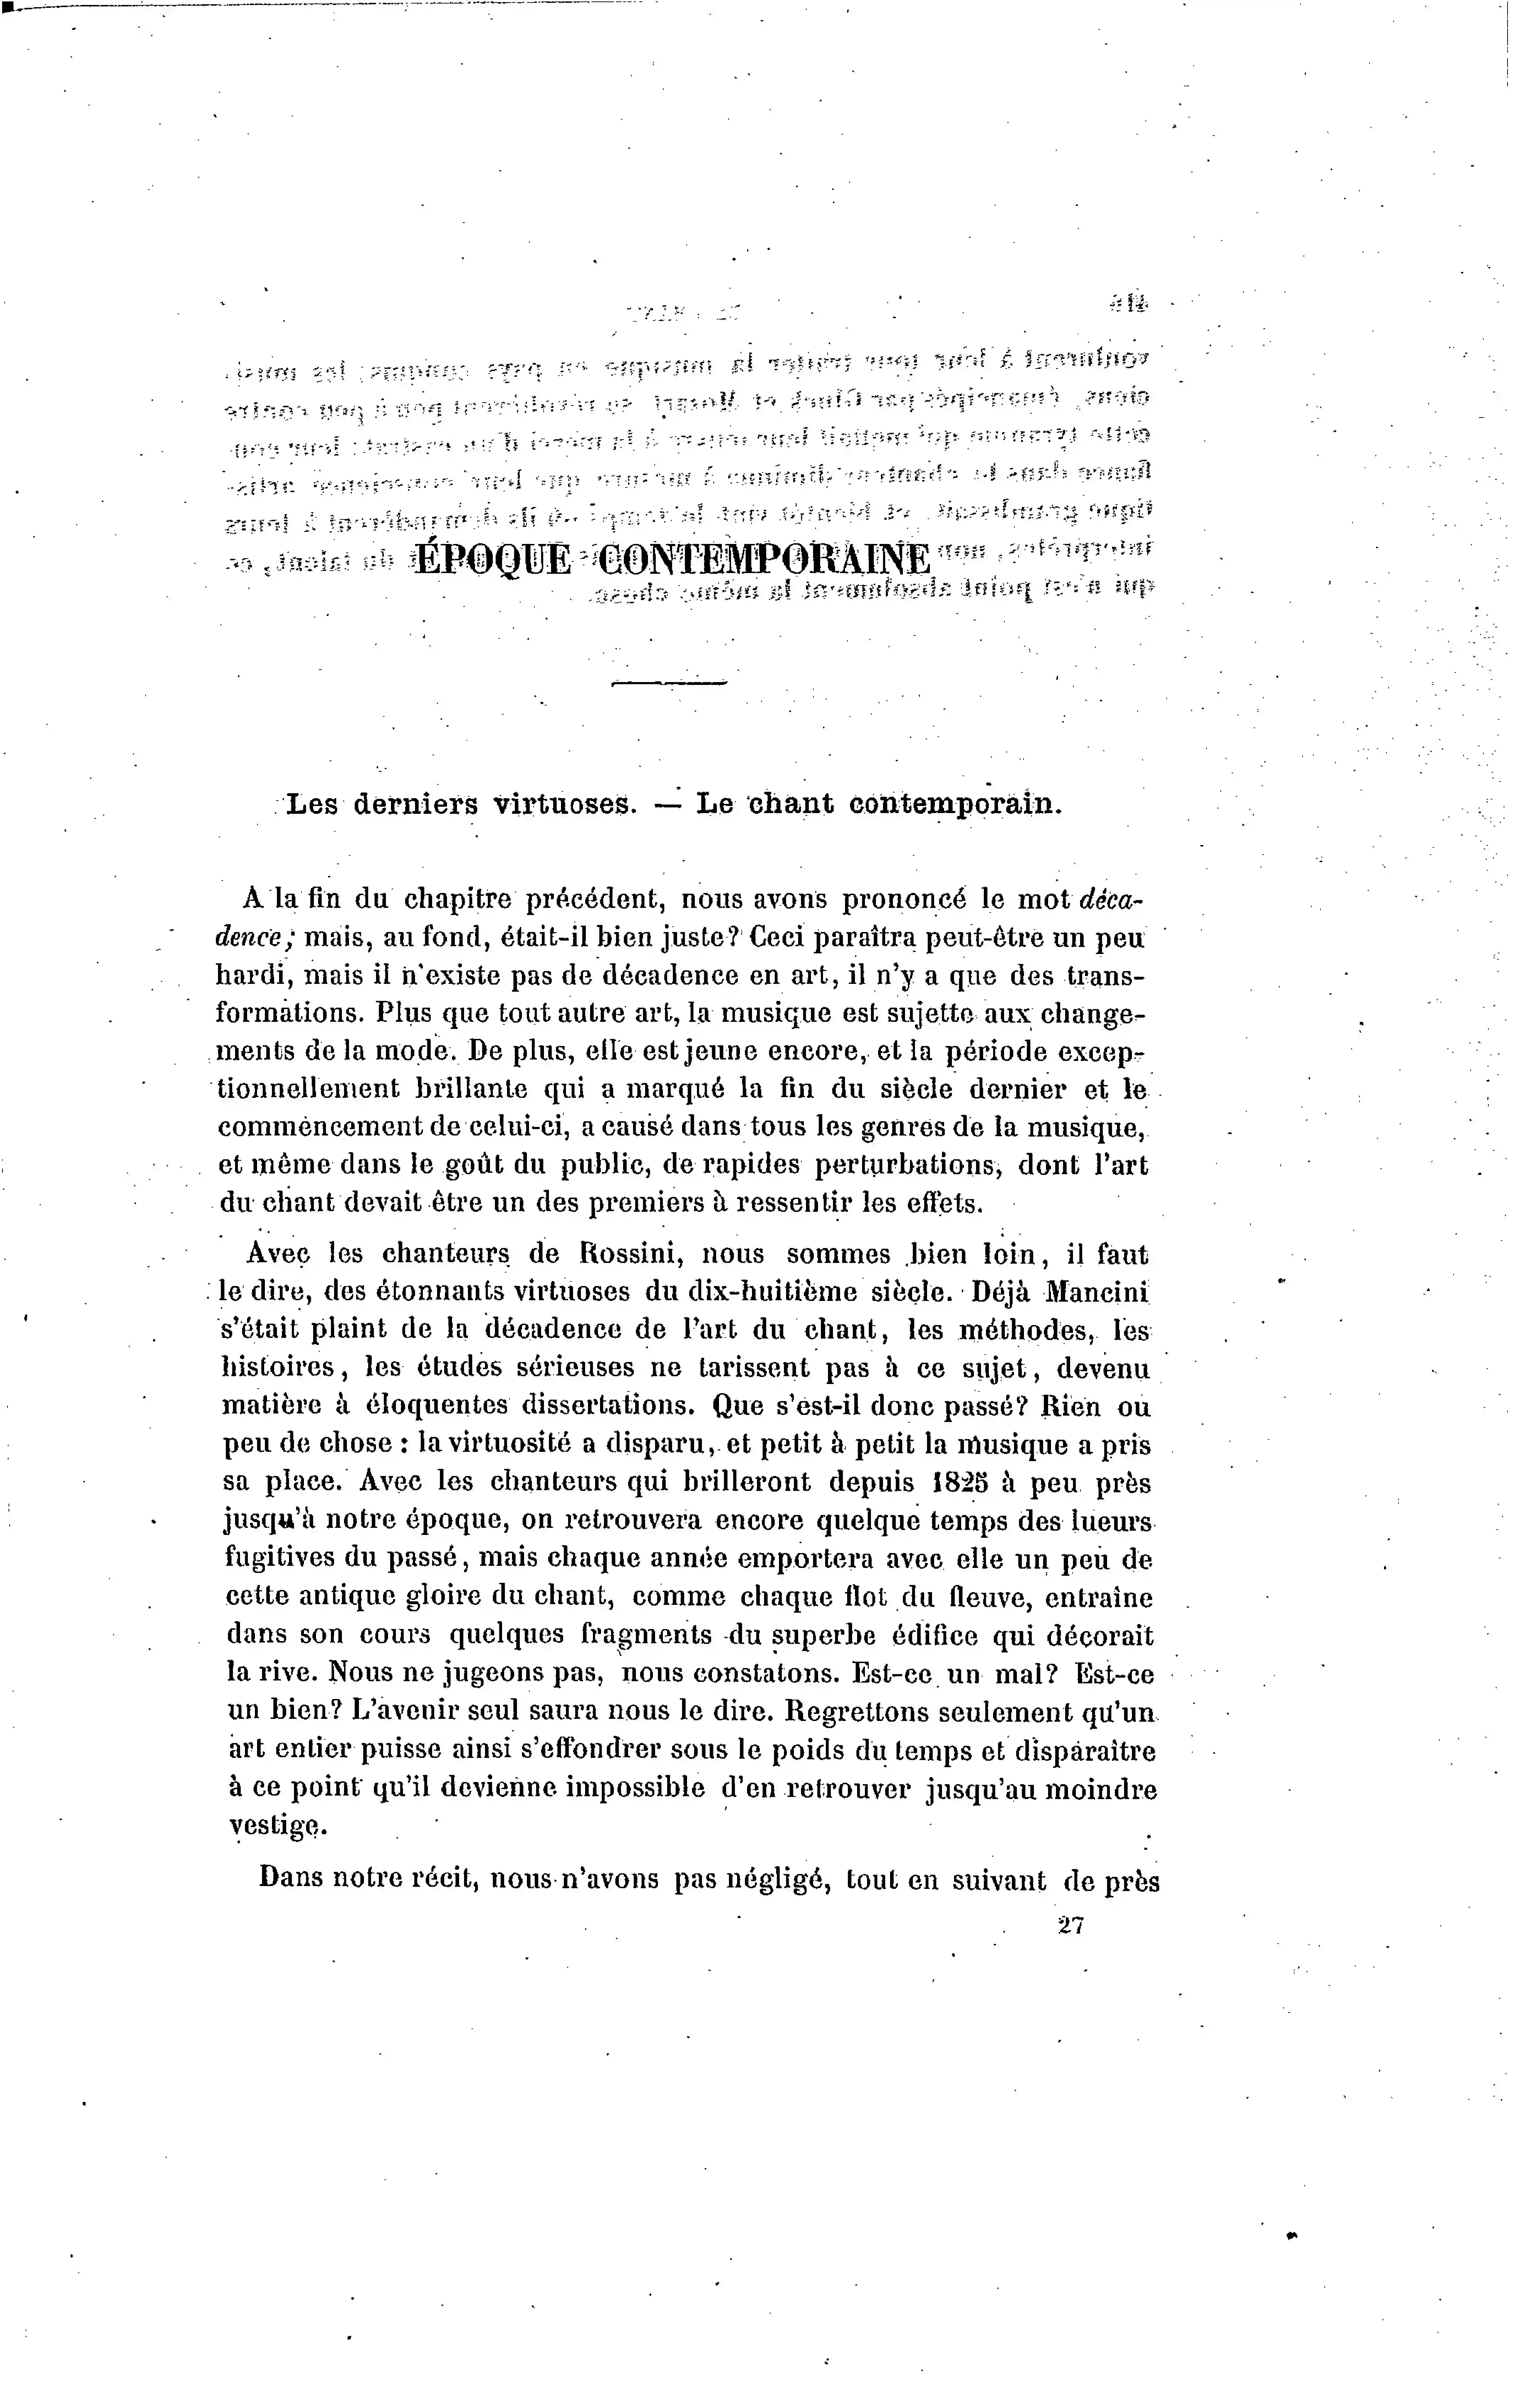 ÉPOQUE CONTEMPORAINE
Les derniers virtuoses. — Le chant contemporain.
A la fin du chapitre précédent, nous avons prononcé le mot déca-
dence; mais, au fond, était-il bien juste? Ceci paraîtra peut-être un peu
hardi, mais il n'existe pas de décadence en art, il n'y a que des trans-
formations. Plus que tout autre art, la musique est sujette aux change-
ments de la mode. De plus, elle est jeune encore, et la période excep-
tionnellement brillante qui a marqué la fin du siècle dernier et le
commencement de celui-ci, a causé dans tous les genres de la musique,
et même dans le goût du public, de rapides perturbations, dont l'art
du chant devait être un des premiers à ressentir les effets.
Avec les chanteurs de Rossini, nous sommes bien loin, il faut
le dire, des étonnants virtuoses du dix-huitième siècle. Déjà Mancini
s'était plaint de la décadence de l'art du chant, les méthodes, les
histoires, les études sérieuses ne tarissent pas à ce sujet, devenu
matière à éloquentes dissertations. Que s'est-il donc passé? Rien ou
peu de chose : la virtuosité a disparu, et petit à petit la musique a pris
sa place. Avec les chanteurs qui brilleront depuis 1825 à peu près
jusqu'à notre époque, on retrouvera encore quelque temps des lueurs
fugitives du passé, mais chaque année emportera avec elle un peu de
cette antique gloire du chant, comme chaque flot du fleuve, entraine
dans son cours quelques fragments du superbe édifice qui décorait
la rive. Nous ne jugeons pas, nous constatons. Est-ce un mal? Est-ce
un bien? L'avenir seul saura nous le dire. Regrettons seulement qu'un
art entier puisse ainsi s'effondrer sous le poids du temps et disparaître
à ce point qu'il devienne impossible d'en retrouver jusqu'au moindre
vestige.
Dans notre récit, nous n'avons pas négligé, tout en suivant de près
27